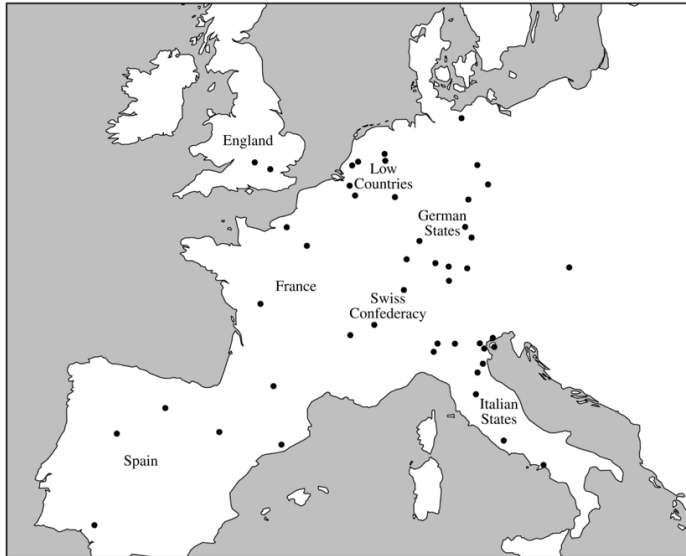 England
Low
Countries
German
States
France
Swiss
Confederacy
Italian
States
Spain